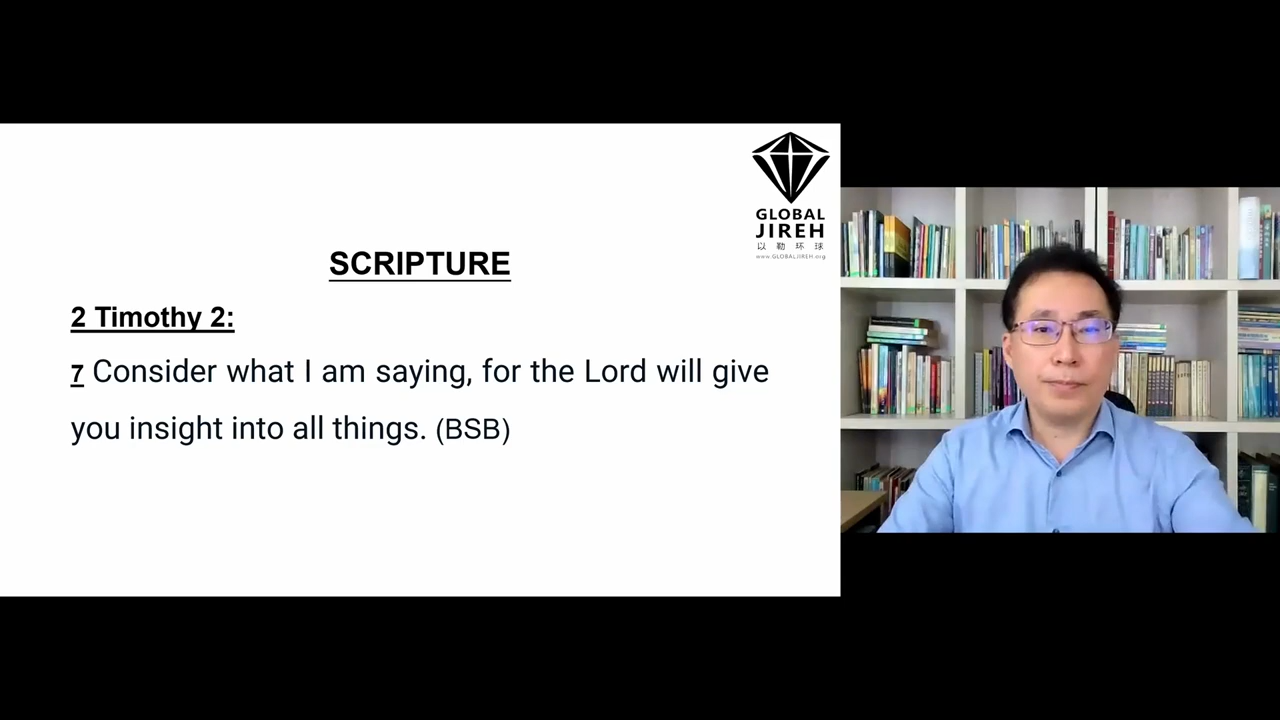 GLOBAL
JIREH
以勒环球
www.GLOBALJIREH.org
SCRIPTURE
2 Timothy 2:
7 Consider what I am saying, for the Lord will give
you insight into all things. (BSB)